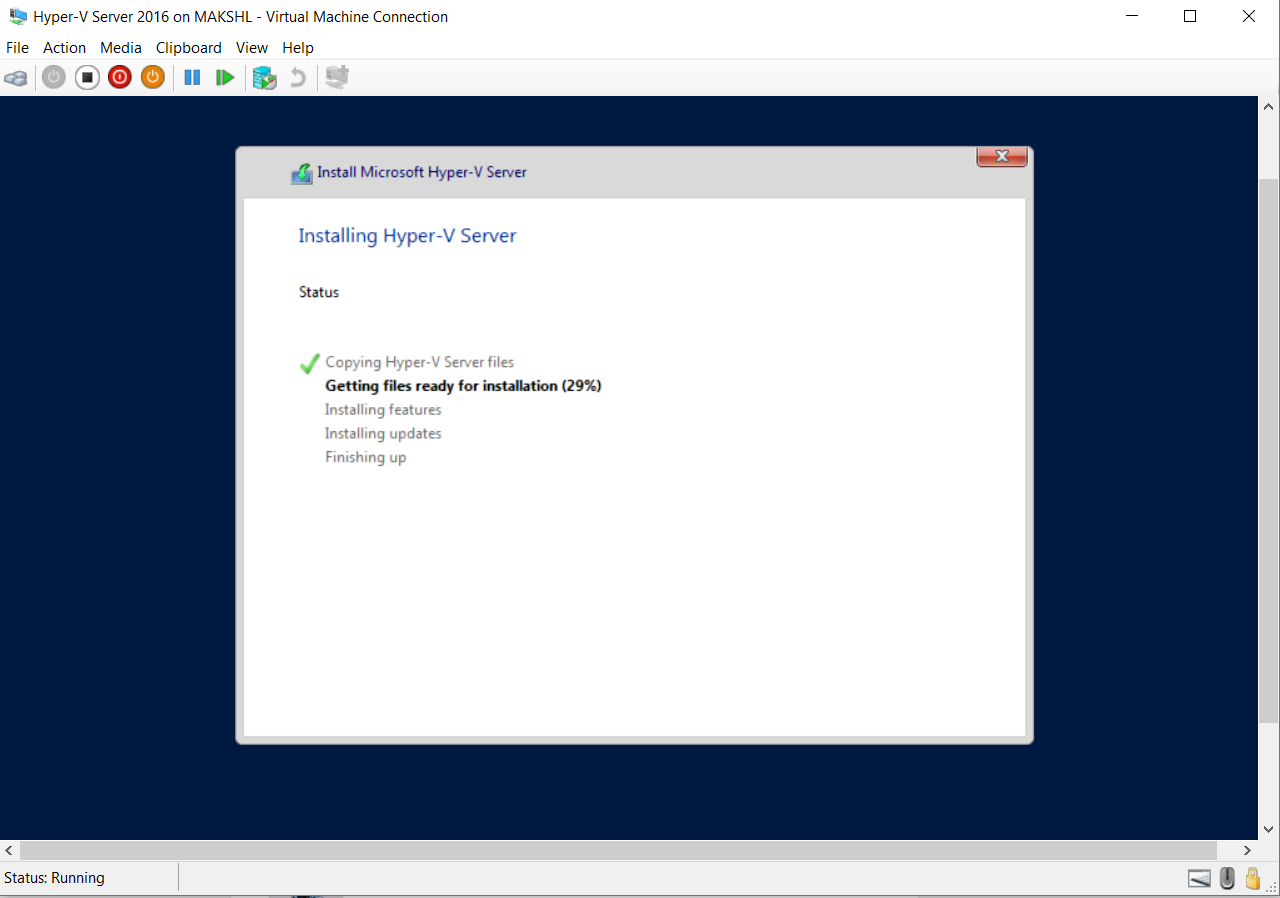 Hyper-V Server 2016 on MAKSHL - Virtual Machine Connection
File Action Media Clipboard View Help
Install Microsoft Hyper-V Server
Installing Hyper-V Server
Status
Copying Hyper-V Server files
Getting files ready for installation (29%)
Installing features
Installing updates
Finishing up
Status: Running